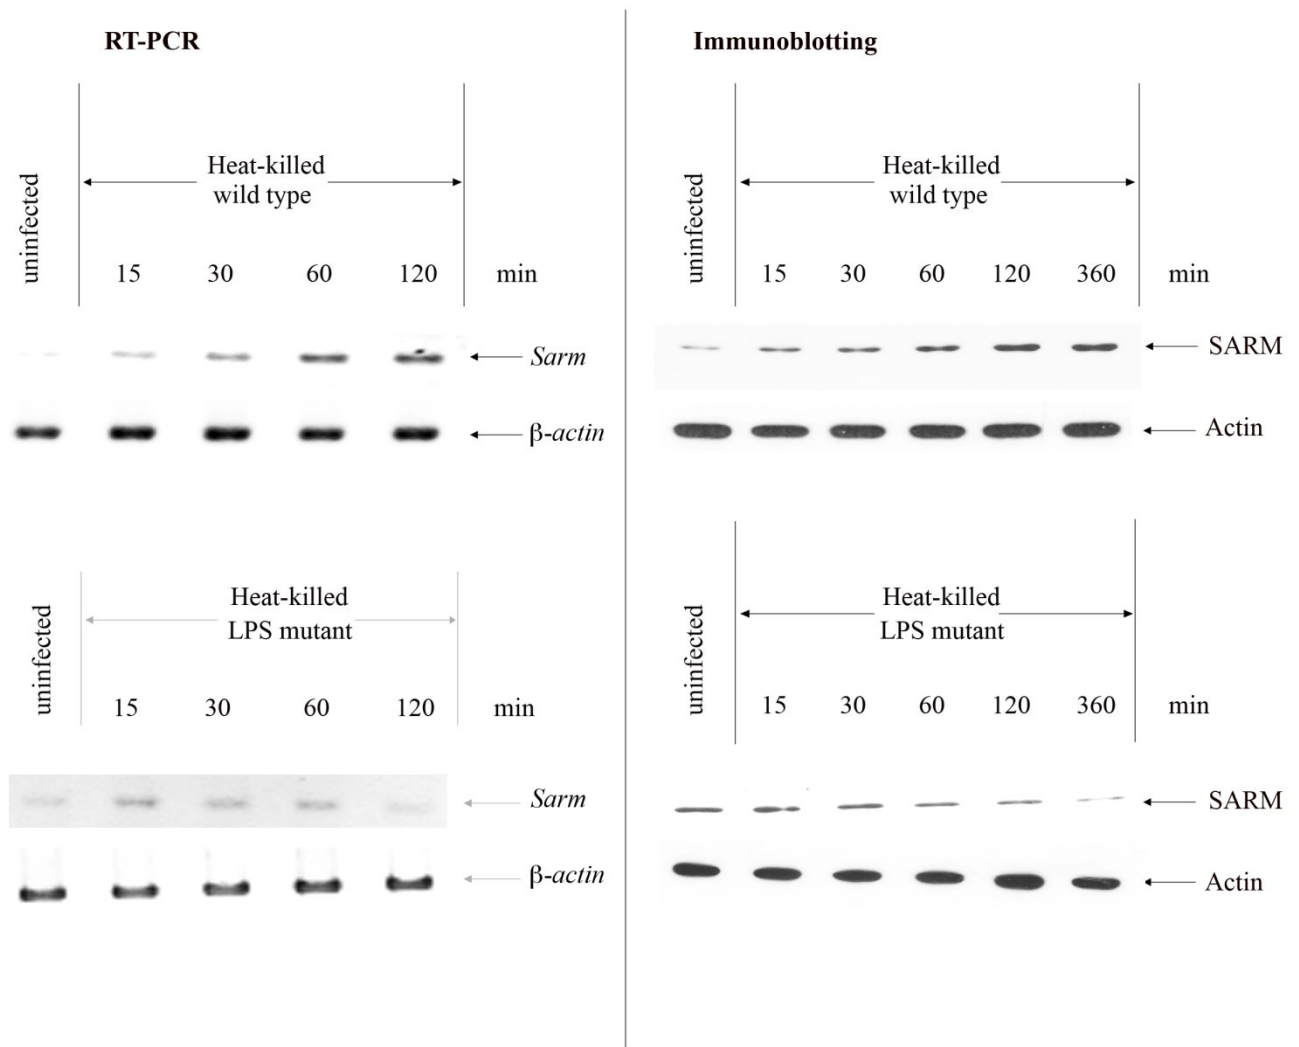 RT-PCR
uninfected
Heat-killed
wild type
15 30 60 120 min
Sarm
β-actin
Heat-killed
LPS mutant
uninfected
15 30 60 120 min
Sarm
β-actin
Immunoblotting
uninfected
Heat-killed
wild type
15 30 60 120 360 min
SARM
Actin
Heat-killed
LPS mutant
uninfected
15 30 60 120 360 min
SARM
Actin